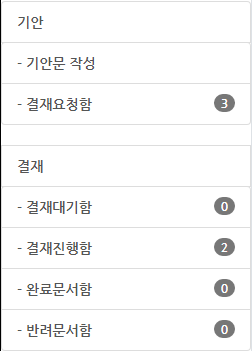 기안
- 기안문 작성
- 결재요청함 3
결재
- 결재대기함 0
- 결재진행함 2
- 완료문서함 0
- 반려문서함 0